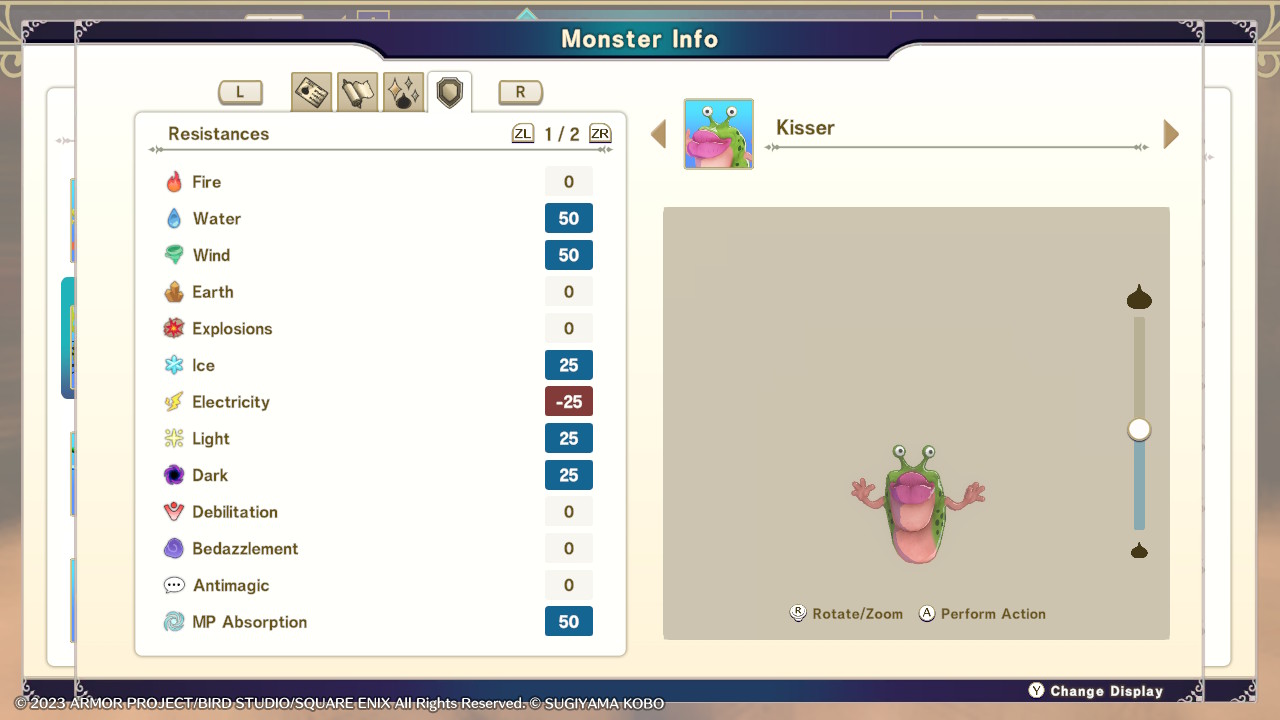 Monster Info
L
R
Resistances
ZL 1 / 2 ZR
Fire 0
Water 50
Wind 50
Earth 0
Explosions 0
Ice 25
Electricity -25
Light 25
Dark 25
Debilitation 0
Bedazzlement 0
Antimagic 0
MP Absorption 50
Kisser
R Rotate/Zoom A Perform Action
Y Change Display
© 2023 ARMOR PROJECT/BIRD STUDIO/SQUARE ENIX All Rights Reserved. © SUGIYAMA KOBO